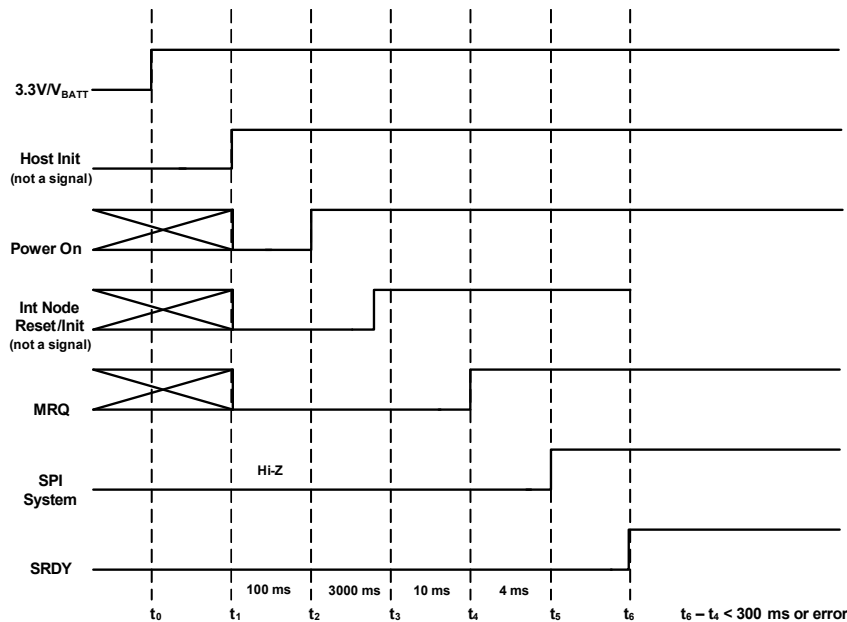 3.3V/VBATT
Host Init
(not a signal)
Power On
Int Node
Reset/Init
(not a signal)
MRQ
Hi-Z
SPI
System
SRDY
100 ms
3000 ms
10 ms
4 ms
t0
t1
t2
t3
t4
t5
t6
t6 – t4 < 300 ms or error